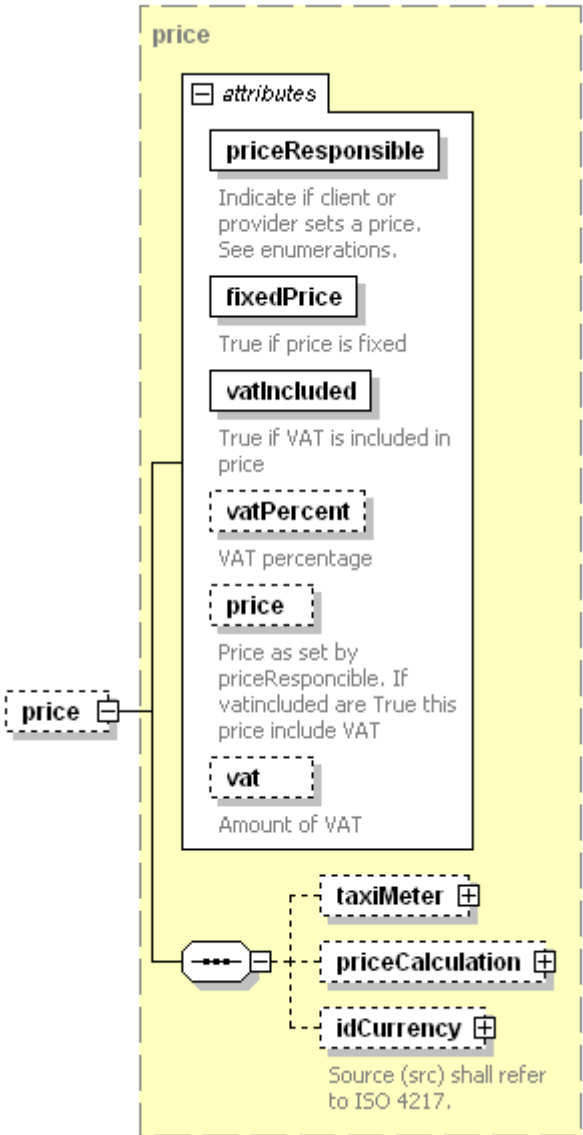 price
attributes
priceResponsible
Indicate if client or
provider sets a price.
See enumerations.
fixedPrice
True if price is fixed
vatIncluded
True if VAT is included in
price
vatPercent
VAT percentage
price
Price as set by
priceResponcible. If
vatincluded are True this
price include VAT
vat
Amount of VAT
price
taxiMeter
priceCalculation
idCurrency
Source (src) shall refer
to ISO 4217.